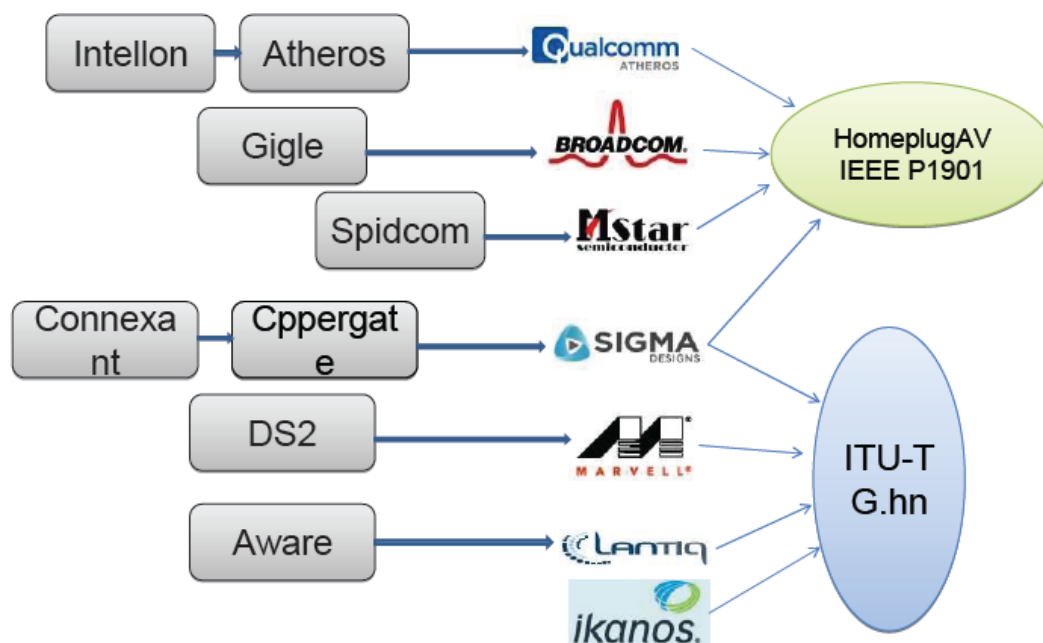 Intellon
Atheros
Qualcomm
ATHEROS
Gigle
BROADCOM.
HomeplugAV
IEEE P1901
Spidcom
MStar
semiconductor
Connexa
nt
Cppergat
e
SIGMA
DESIGNS
DS2
MARVELL®
ITU-T
G.hn
Aware
LANTIQ
ikanos.